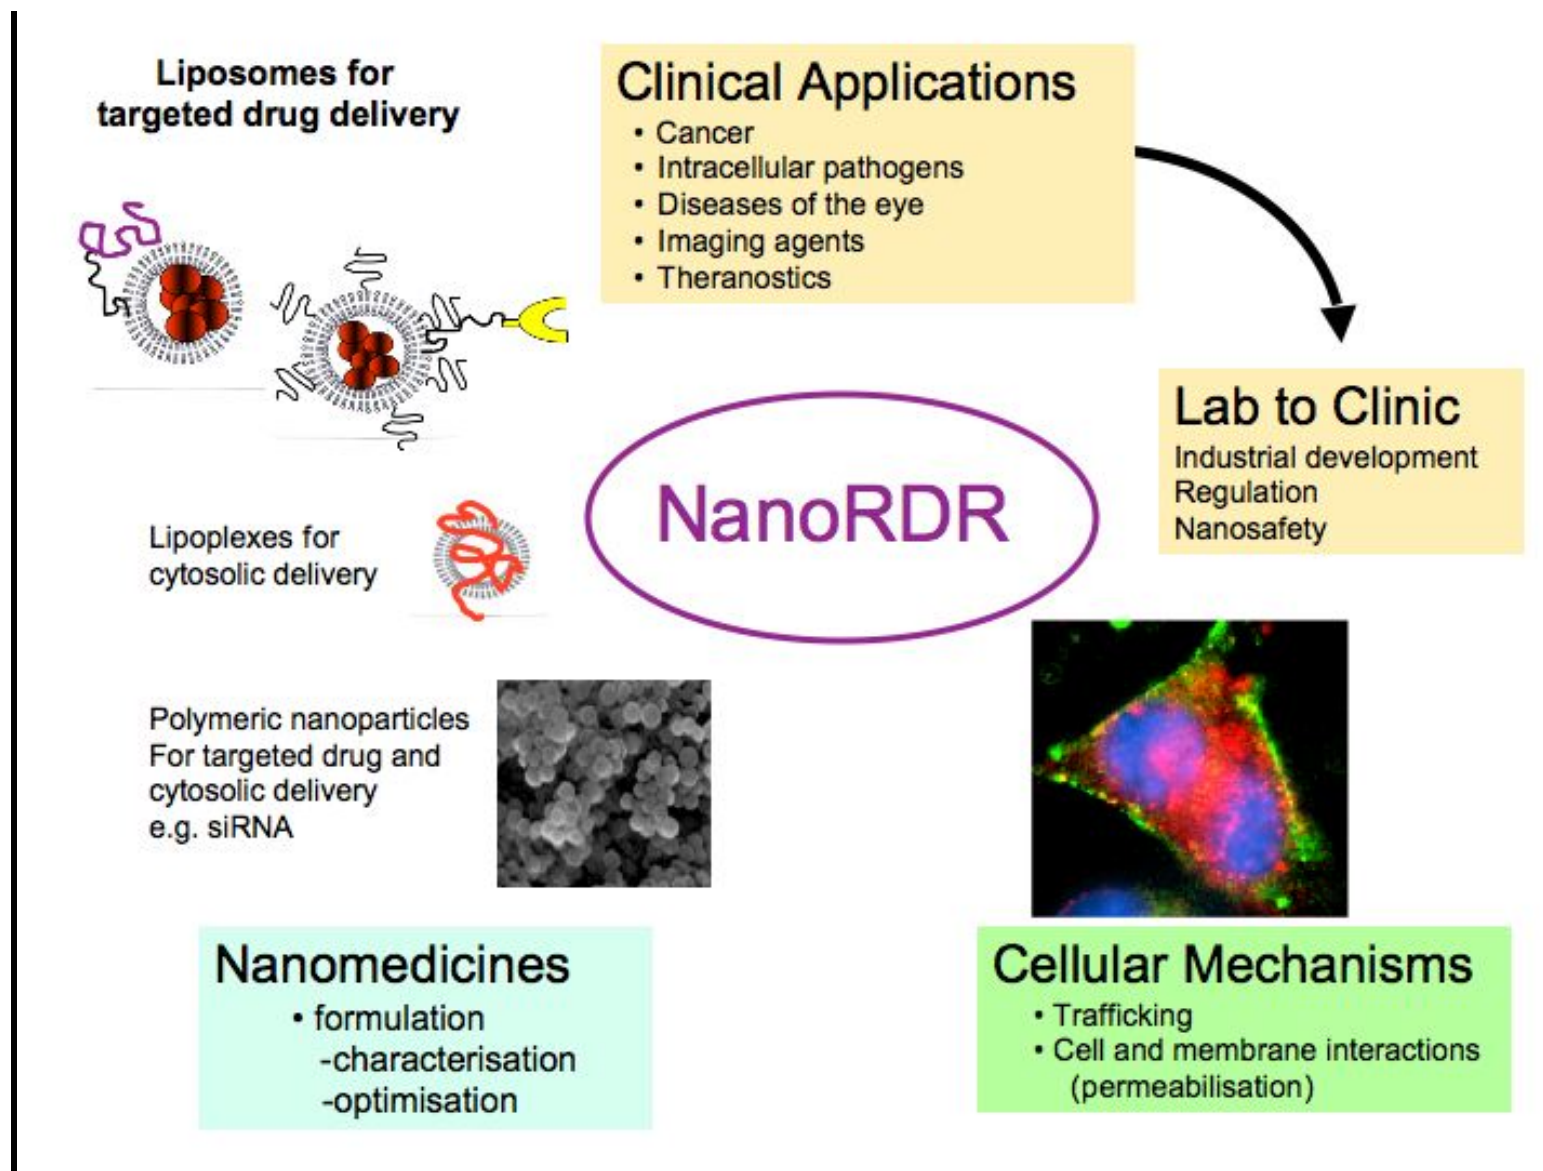 Liposomes for
targeted drug delivery
Clinical Applications
• Cancer
• Intracellular pathogens
• Diseases of the eye
• Imaging agents
• Theranostics
Lab to Clinic
Industrial development
Regulation
Nanosafety
NanoRDR
Lipoplexes for
cytosolic delivery
Polymeric nanoparticles
For targeted drug and
cytosolic delivery
e.g. siRNA
Nanomedicines
• formulation
-characterisation
-optimisation
Cellular Mechanisms
• Trafficking
• Cell and membrane interactions
(permeabilisation)